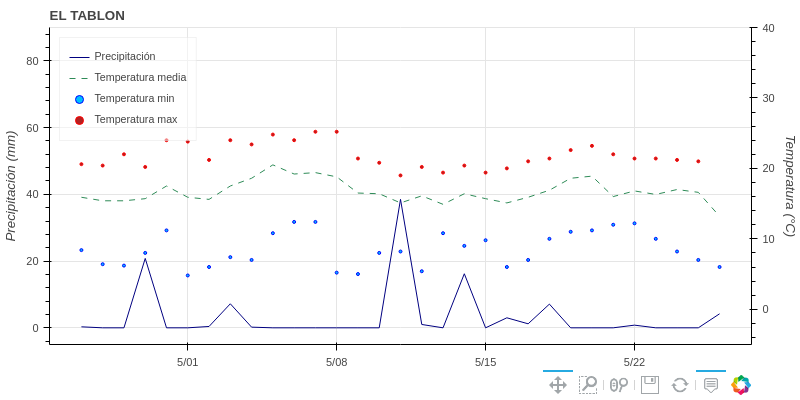 EL TABLON
Precipitación
Temperatura media
Temperatura min
Temperatura max
Precipitación (mm)
80
60
40
20
0
Temperatura (°C)
40
30
20
10
0
5/01
5/08
5/15
5/22